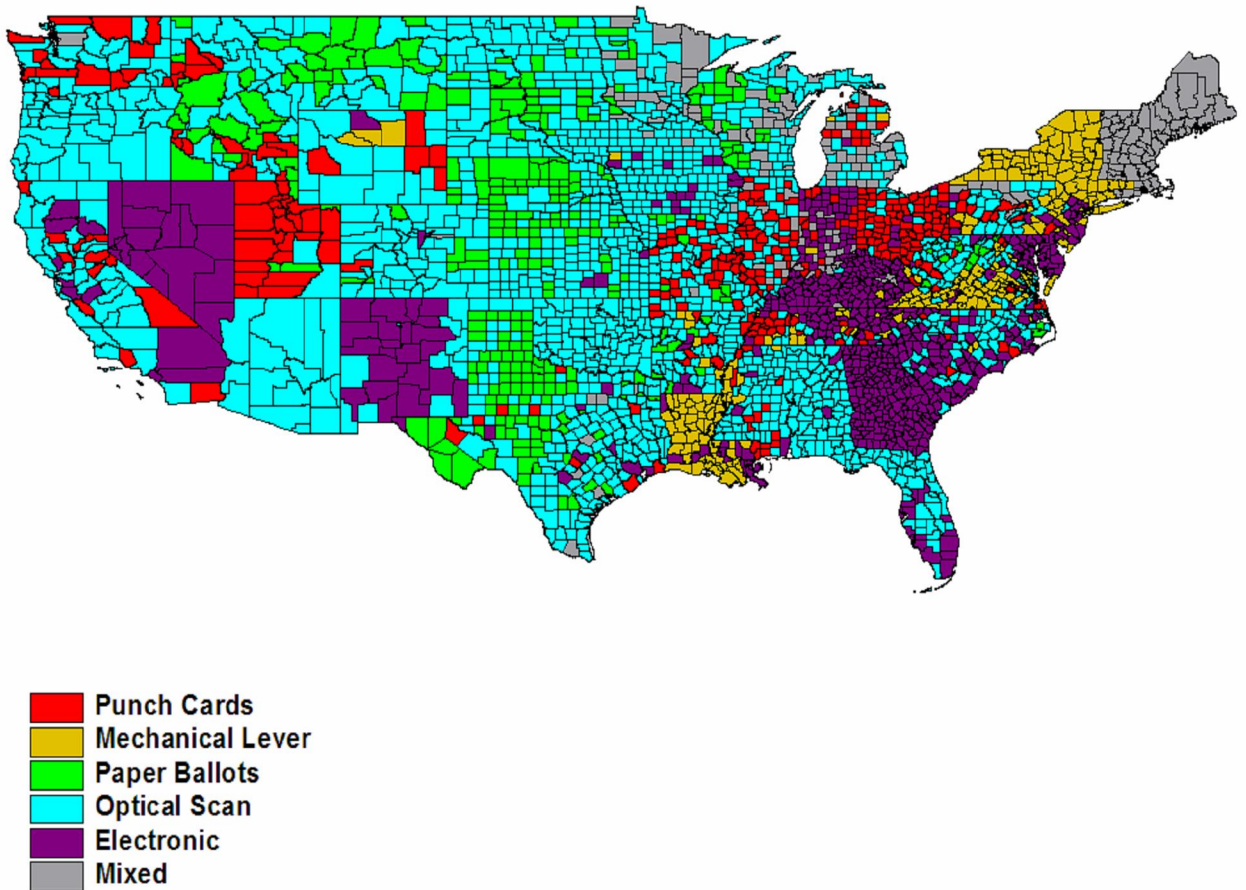 Punch Cards
Mechanical Lever
Paper Ballots
Optical Scan
Electronic
Mixed